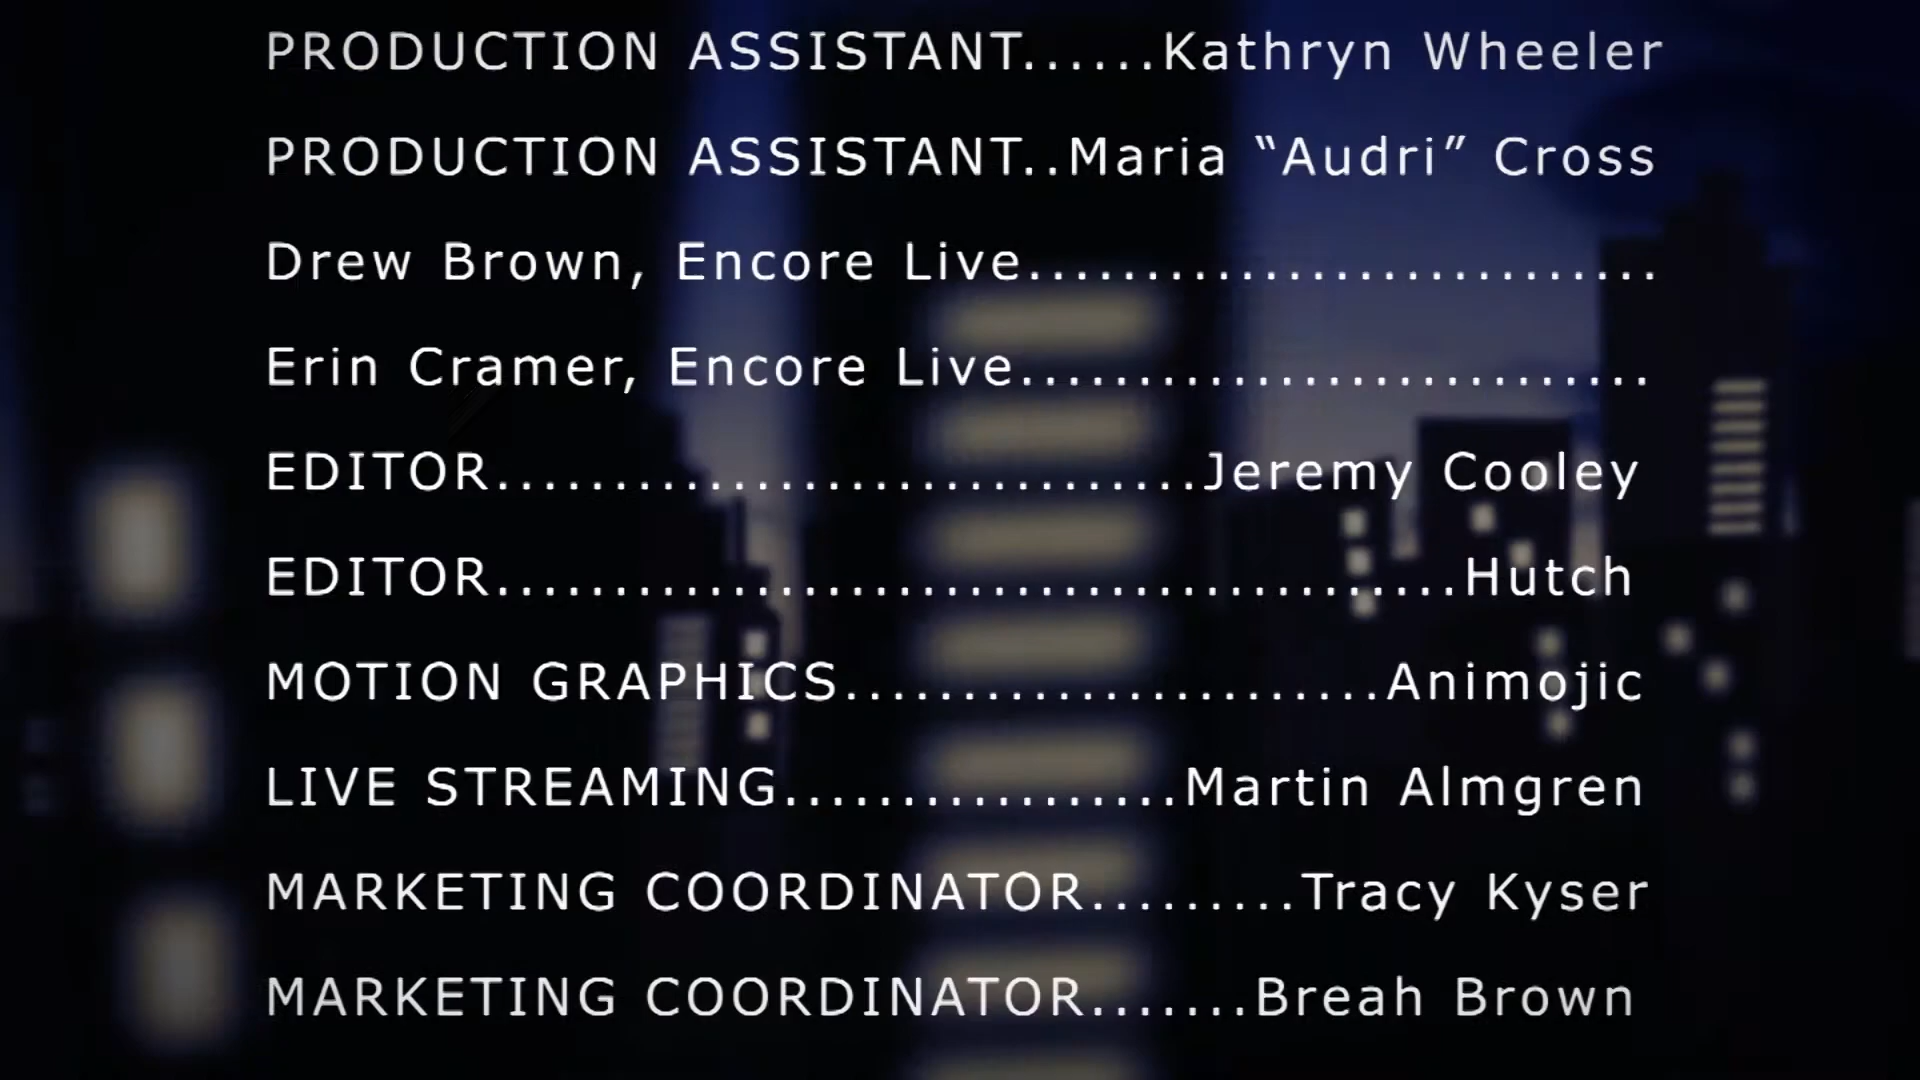 PRODUCTION ASSISTANT......Kathryn Wheeler
PRODUCTION ASSISTANT..Maria “Audri” Cross
Drew Brown, Encore Live...........................
Erin Cramer, Encore Live...........................
EDITOR..............................Jeremy Cooley
EDITOR.........................................Hutch
MOTION GRAPHICS.......................Animojic
LIVE STREAMING.................Martin Almgren
MARKETING COORDINATOR.........Tracy Kyser
MARKETING COORDINATOR.......Breah Brown